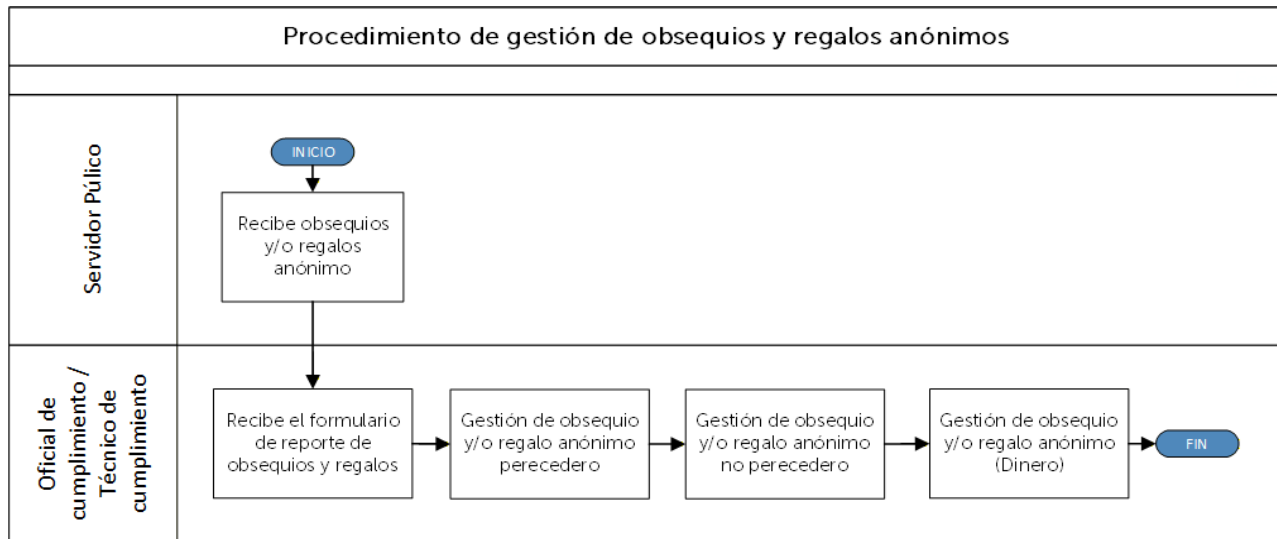 Procedimiento de gestión de obsequios y regalos anónimos
Servidor Púlico
INICIO
Recibe obsequios
y/o regalos
anónimo
Oficial de
cumplimiento /
Técnico de
cumplimiento
Recibe el formulario
de reporte de
obsequios y regalos
Gestión de obsequio
y/o regalo anónimo
perecedero
Gestión de obsequio
y/o regalo anónimo
no perecedero
Gestión de obsequio
y/o regalo anónimo
(Dinero)
FIN